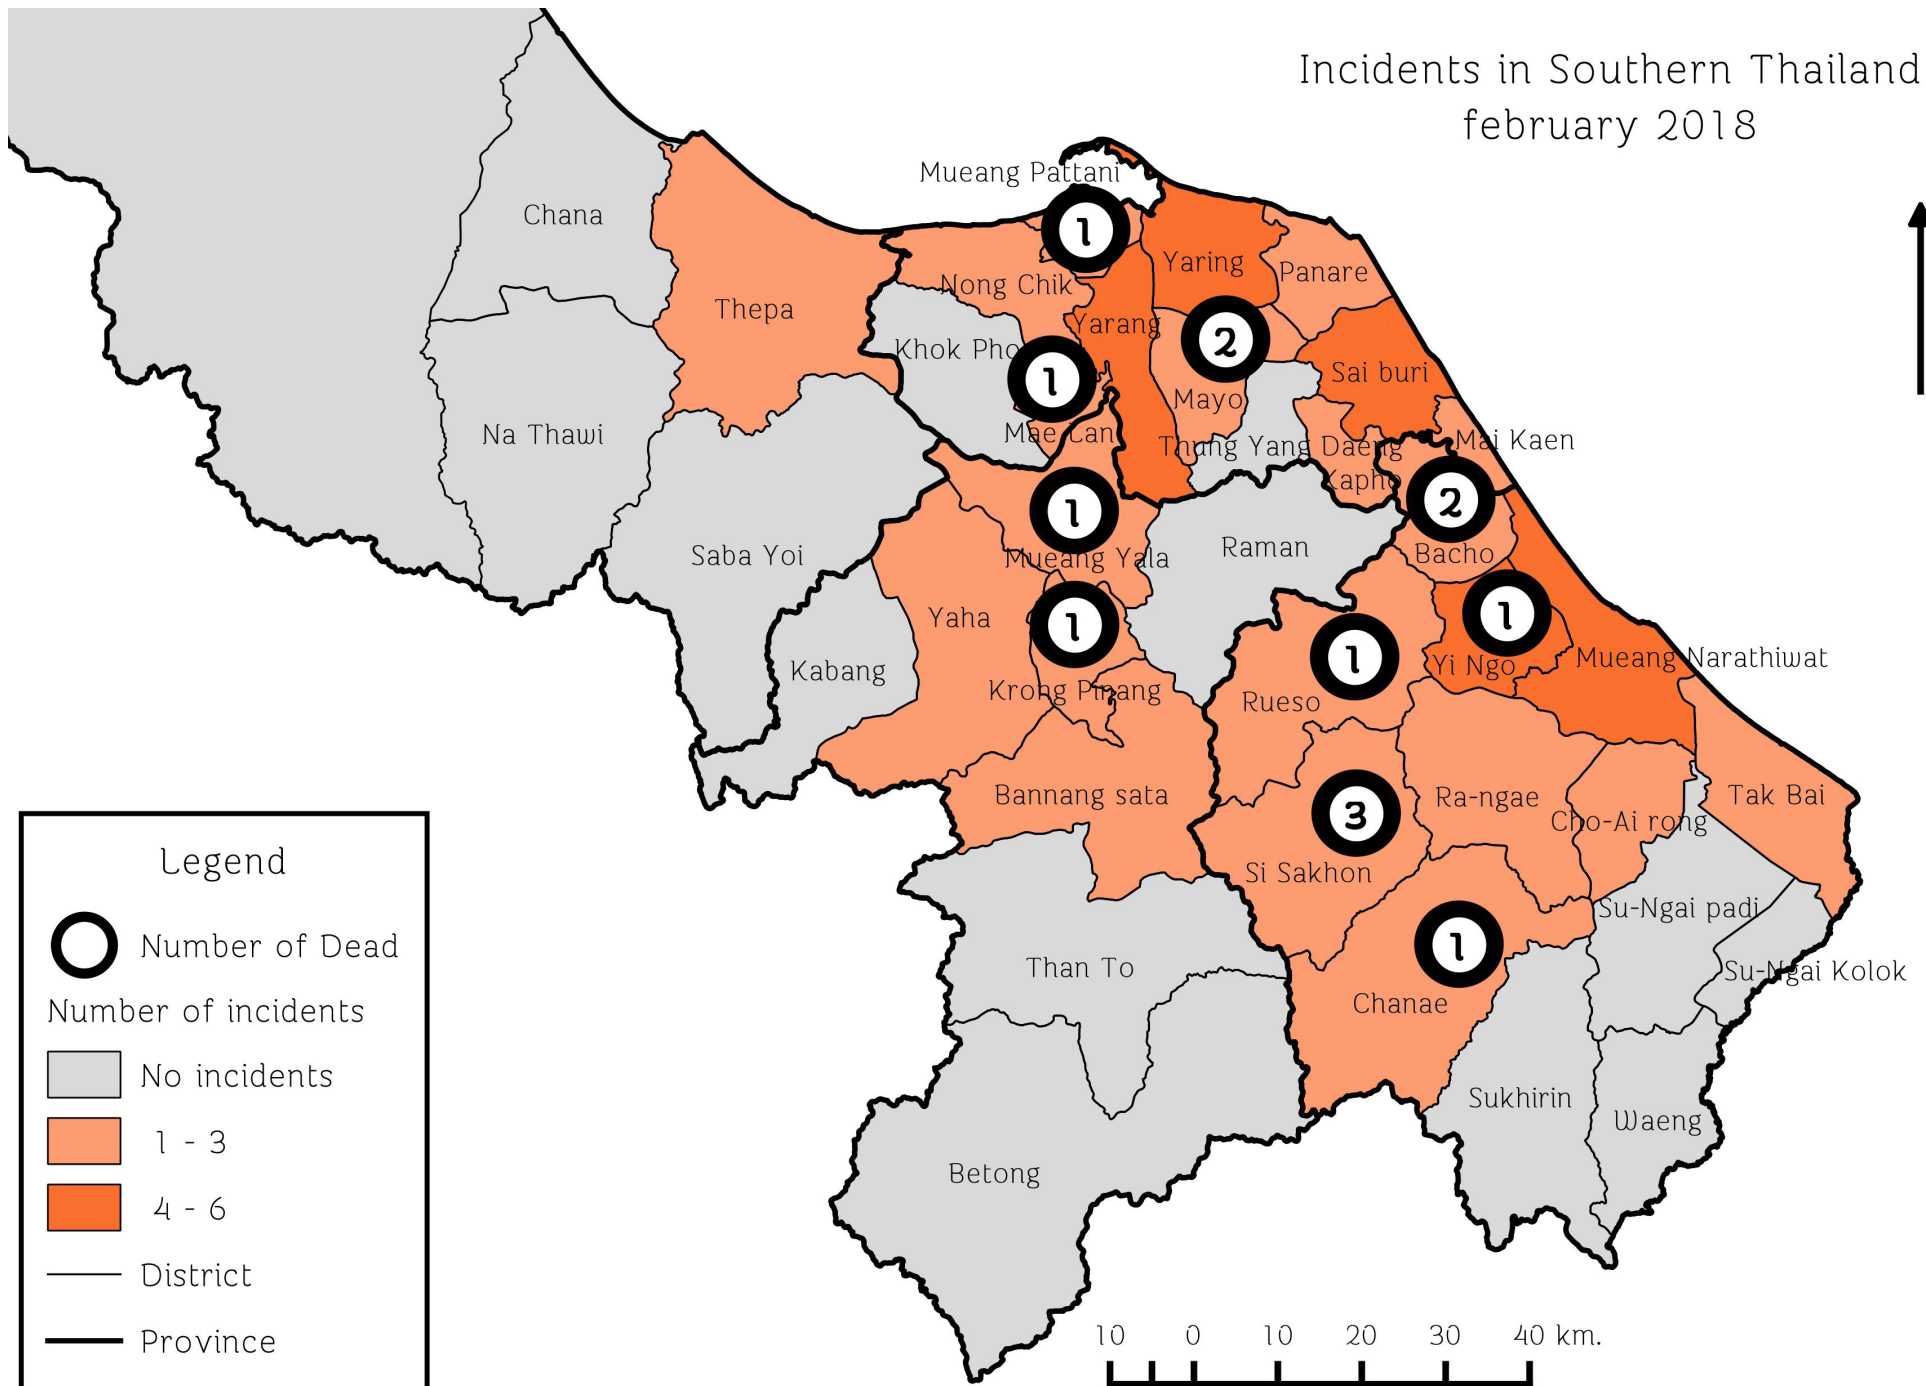 Incidents in Southern Thailand
february 2018
Mueang Pattani
Chana
1
Yaring
Panare
Nong Chik
Thepa
Yarang
2
Khok Pho
1
Sai buri
Mayo
Na Thawi
Mae Lan
Thung Yang Daeng
Mai Kaen
Kapho
2
1
Raman
Bacho
Saba Yoi
Mueang Yala
Yaha
1
1
1
Yi Ngo
Mueang Narathiwat
Kabang
Krong Pinang
Rueso
Bannang sata
Ra-ngae
Tak Bai
3
Cho-Ai rong
Si Sakhon
Su-Ngai padi
1
Than To
Su-Ngai Kolok
Chanae
Sukhirin
Waeng
Betong
Legend
Number of Dead
Number of incidents
No incidents
1 - 3
4 - 6
District
Province
10 0 10 20 30 40 km.